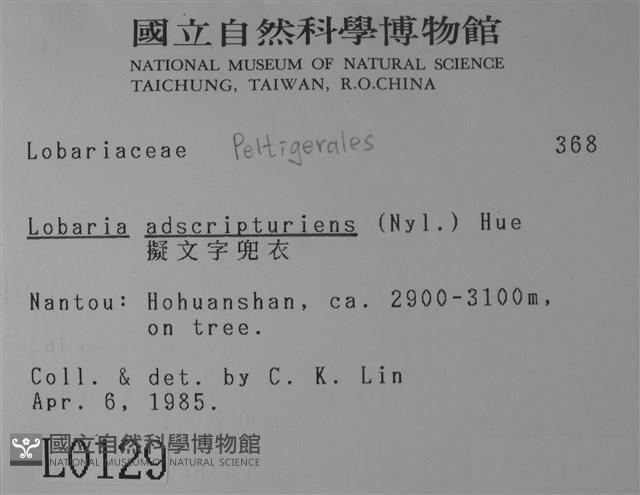 國立自然科學博物館
NATIONAL MUSEUM OF NATURAL SCIENCE
TAICHUNG, TAIWAN, R.O.CHINA
Lobariaceae Peltigerales 368
Lobaria adscripturiens (Nyl.) Hue
擬文字兜衣
Nantou: Hohuanshan, ca. 2900-3100m,
on tree.
Coll. & det. by C. K. Lin
Apr. 6, 1985.
國立自然科學博物館
NATIONAL MUSEUM OF NATURAL SCIENCE
L0129